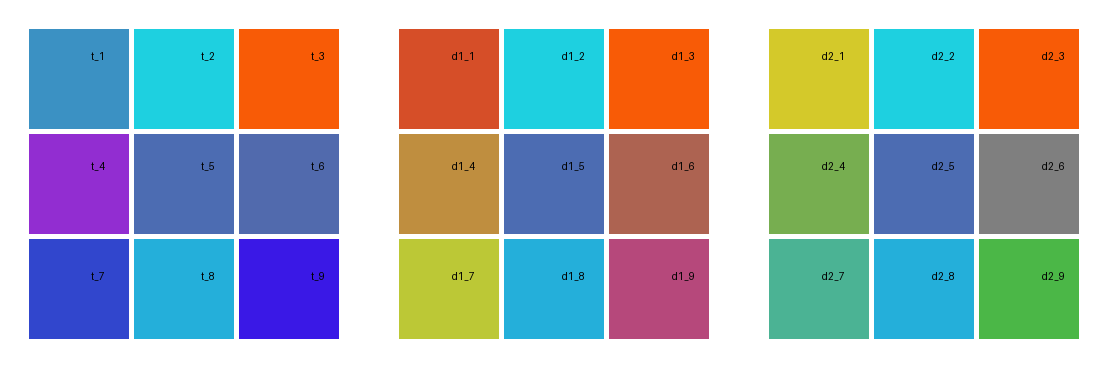 t_1 t_2 t_3 d1_1 d1_2 d1_3 d2_1 d2_2 d2_3
t_4 t_5 t_6 d1_4 d1_5 d1_6 d2_4 d2_5 d2_6
t_7 t_8 t_9 d1_7 d1_8 d1_9 d2_7 d2_8 d2_9